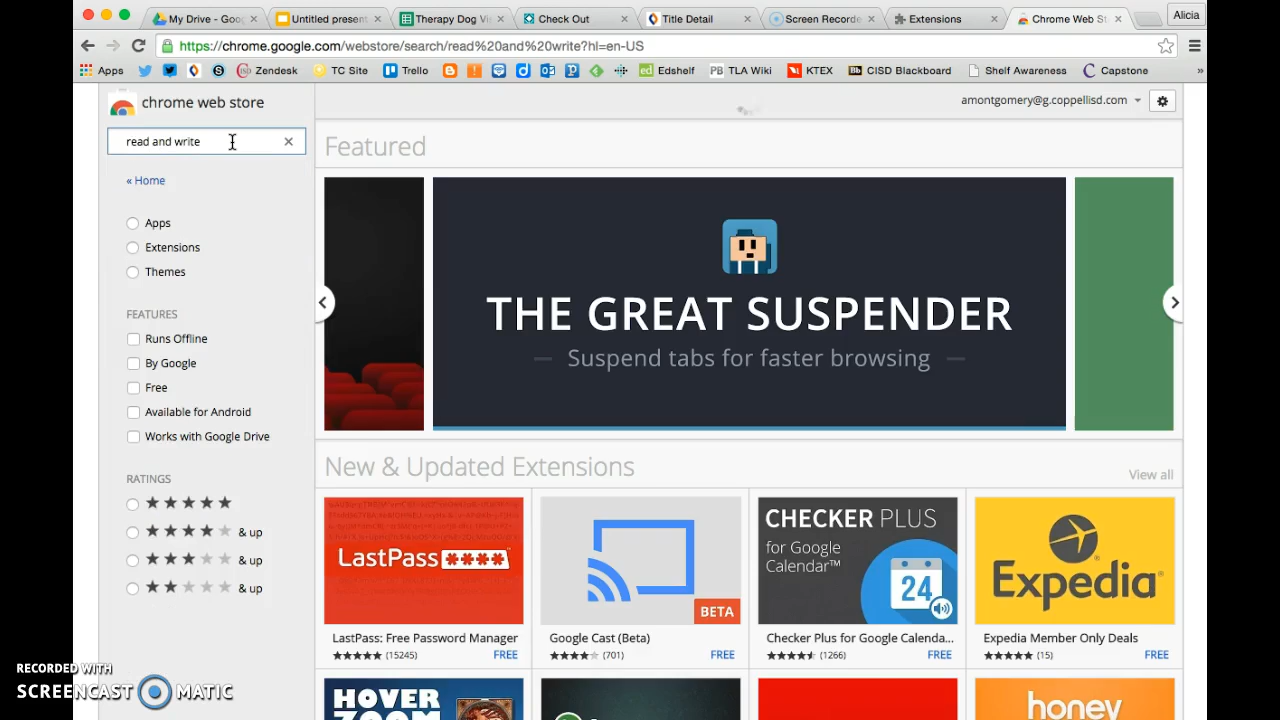 My Drive - Goo
Untitled present
Therapy Dog Vi
Check Out
Title Detail
Screen Recorde
Extensions
Chrome Web St
Alicia
https://chrome.google.com/webstore/search/read%20and%20write?hl=en-US
Apps
Zendesk
TC Site
Trello
Edshelf
TLA Wiki
KTEX
CISD Blackboard
Shelf Awareness
Capstone
»
chrome web store
amontgomery@g.coppellisd.com
read and write
« Home
Apps
Extensions
Themes
FEATURES
Runs Offline
By Google
Free
Available for Android
Works with Google Drive
RATINGS
& up
& up
& up
Featured
THE GREAT SUSPENDER
Suspend tabs for faster browsing
New & Updated Extensions
View all
LastPass ****
BETA
CHECKER PLUS
for Google
Calendar™
24
Expedia
LastPass: Free Password Manager
(15245)
FREE
Google Cast (Beta)
(701)
FREE
Checker Plus for Google Calenda...
(1266)
FREE
Expedia Member Only Deals
(15)
FREE
HOVER
ZOOM
honey
RECORDED WITH
SCREENCAST MATIC